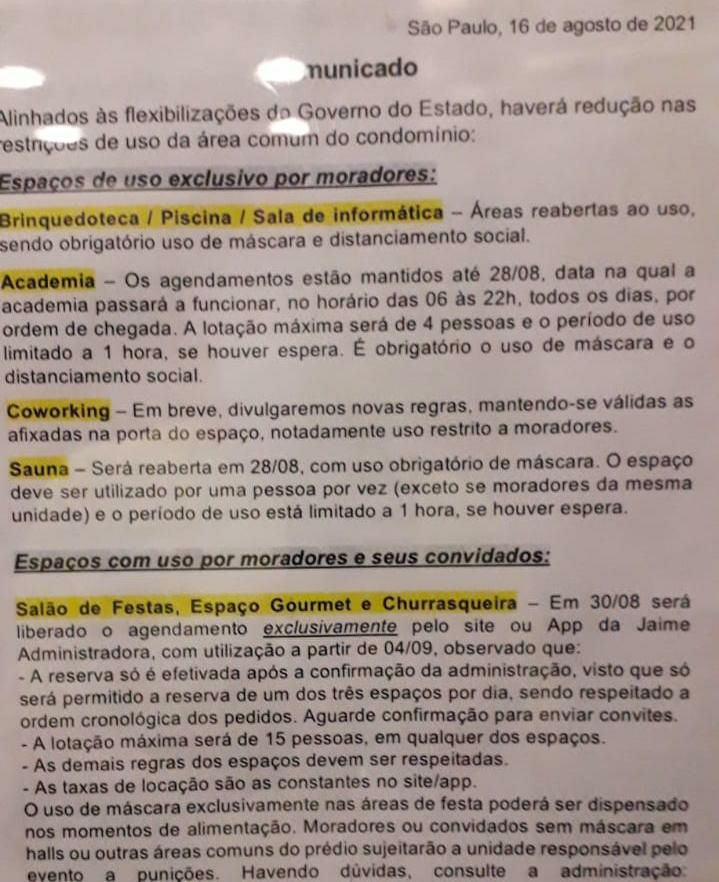 São Paulo, 16 de agosto de 2021
municado
Alinhados às flexibilizações do Governo do Estado, haverá redução nas
restrições de uso da área comum do condomínio:
Espaços de uso exclusivo por moradores:
Brinquedoteca / Piscina / Sala de informática – Áreas reabertas ao uso,
sendo obrigatório uso de máscara e distanciamento social.
Academia – Os agendamentos estão mantidos até 28/08, data na qual a
academia passará a funcionar, no horário das 06 às 22h, todos os dias, por
ordem de chegada. A lotação máxima será de 4 pessoas e o período de uso
limitado a 1 hora, se houver espera. É obrigatório o uso de máscara e o
distanciamento social.
Coworking – Em breve, divulgaremos novas regras, mantendo-se válidas as
afixadas na porta do espaço, notadamente uso restrito a moradores.
Sauna – Será reaberta em 28/08, com uso obrigatório de máscara. O espaço
deve ser utilizado por uma pessoa por vez (exceto se moradores da mesma
unidade) e o período de uso está limitado a 1 hora, se houver espera.
Espaços com uso por moradores e seus convidados:
Salão de Festas, Espaço Gourmet e Churrasqueira – Em 30/08 será
liberado o agendamento exclusivamente pelo site ou App da Jaime
Administradora, com utilização a partir de 04/09, observado que:
- A reserva só é efetivada após a confirmação da administração, visto que só
será permitido a reserva de um dos três espaços por dia, sendo respeitado a
ordem cronológica dos pedidos. Aguarde confirmação para enviar convites.
- A lotação máxima será de 15 pessoas, em qualquer dos espaços.
- As demais regras dos espaços devem ser respeitadas.
- As taxas de locação são as constantes no site/app.
O uso de máscara exclusivamente nas áreas de festa poderá ser dispensado
nos momentos de alimentação. Moradores ou convidados sem máscara em
halls ou outras áreas comuns do prédio sujeitarão a unidade responsável pelo
evento a punições. Havendo dúvidas, consulte a administração: